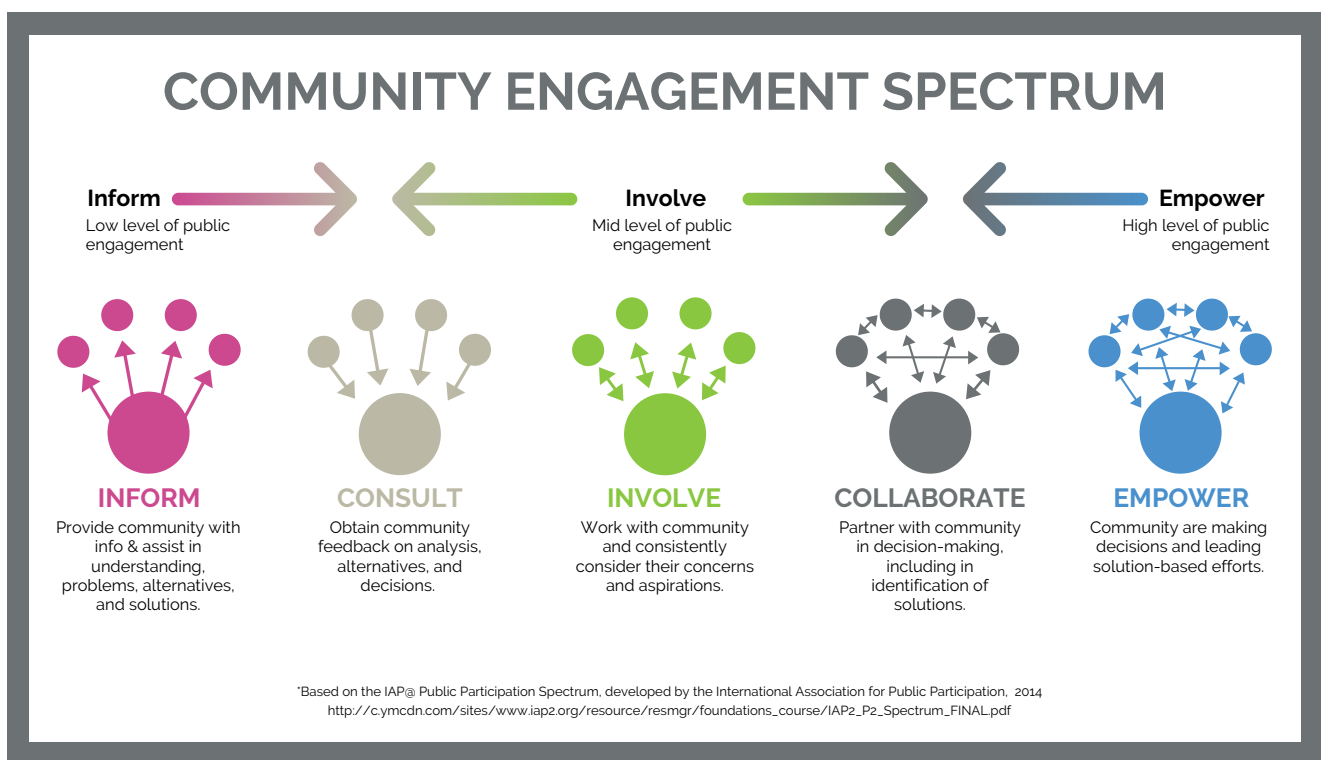 COMMUNITY ENGAGEMENT SPECTRUM
Inform
Low level of public
engagement
Involve
Mid level of public
engagement
Empower
High level of public
engagement
INFORM
Provide community with
info & assist in
understanding,
problems, alternatives,
and solutions.
CONSULT
Obtain community
feedback on analysis,
alternatives, and
decisions.
INVOLVE
Work with community
and consistently
consider their concerns
and aspirations.
COLLABORATE
Partner with community
in decision-making,
including in
identification of
solutions.
EMPOWER
Community are making
decisions and leading
solution-based efforts.
*Based on the IAP@ Public Participation Spectrum, developed by the International Association for Public Participation, 2014
http://c.ymcdn.com/sites/www.iap2.org/resource/resmgr/foundations_course/IAP2_P2_Spectrum_FINAL.pdf